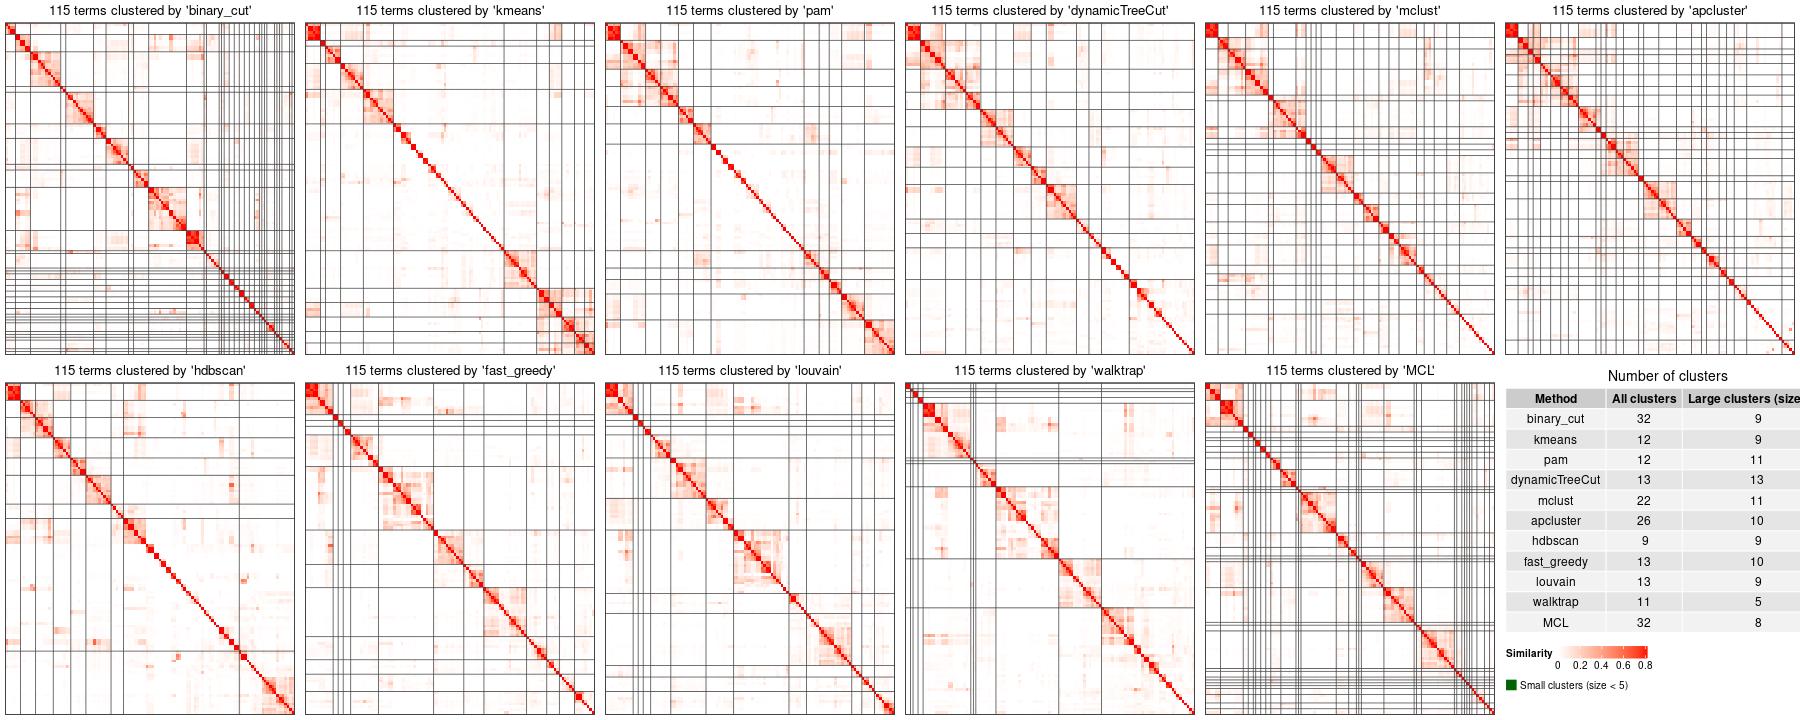 115 terms clustered by 'binary_cut'
115 terms clustered by 'kmeans'
115 terms clustered by 'pam'
115 terms clustered by 'dynamicTreeCut'
115 terms clustered by 'mclust'
115 terms clustered by 'apcluster'
115 terms clustered by 'hdbscan'
115 terms clustered by 'fast_greedy'
115 terms clustered by 'louvain'
115 terms clustered by 'walktrap'
115 terms clustered by 'MCL'
Number of clusters
Method All clusters Large clusters (size
binary_cut 32 9
kmeans 12 9
pam 12 11
dynamicTreeCut 13 13
mclust 22 11
apcluster 26 10
hdbscan 9 9
fast_greedy 13 10
louvain 13 9
walktrap 11 5
MCL 32 8
Similarity
0 0.2 0.4 0.6 0.8
Small clusters (size < 5)